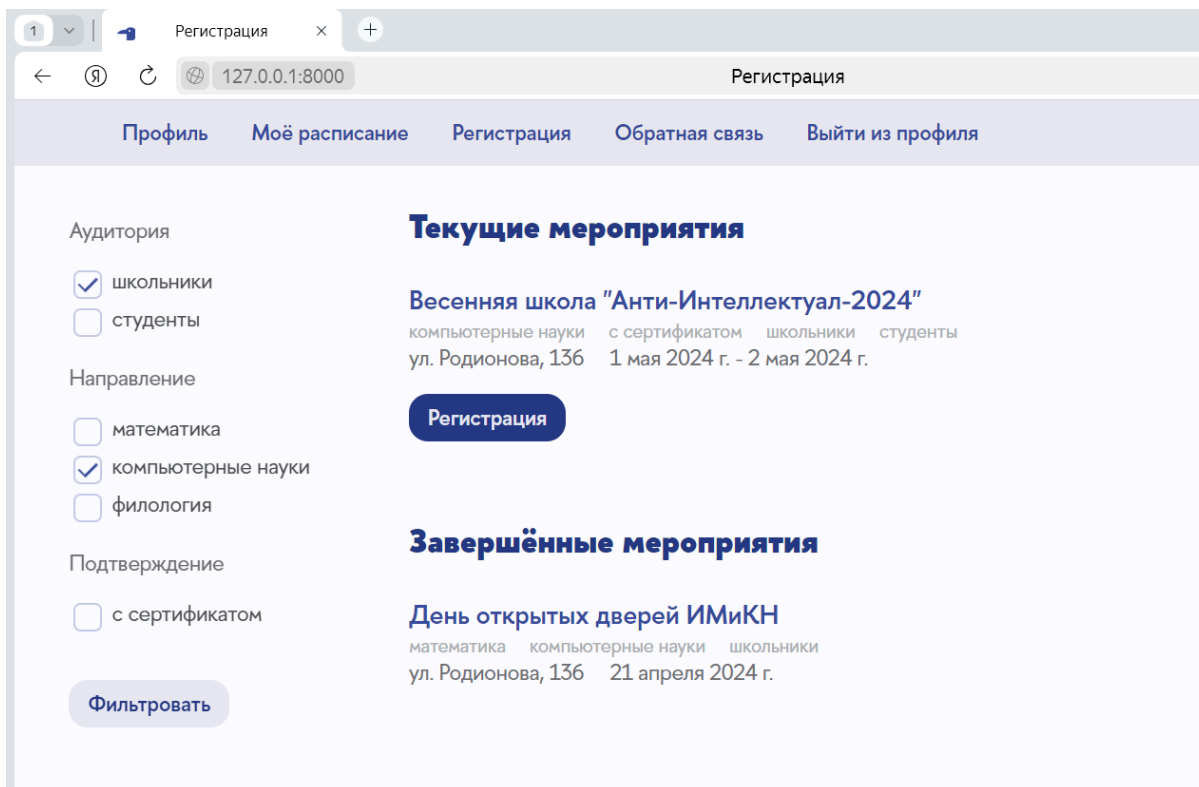 1 Регистрация
127.0.0.1:8000 Регистрация
Профиль Моё расписание Регистрация Обратная связь Выйти из профиля
Аудитория
школьники
студенты
Направление
математика
компьютерные науки
филология
Подтверждение
с сертификатом
Фильтровать
Текущие мероприятия
Весенняя школа "Анти-Интеллектуал-2024"
компьютерные науки с сертификатом школьники студенты
ул. Родионова, 136 1 мая 2024 г. - 2 мая 2024 г.
Регистрация
Завершённые мероприятия
День открытых дверей ИМиКН
математика компьютерные науки школьники
ул. Родионова, 136 21 апреля 2024 г.